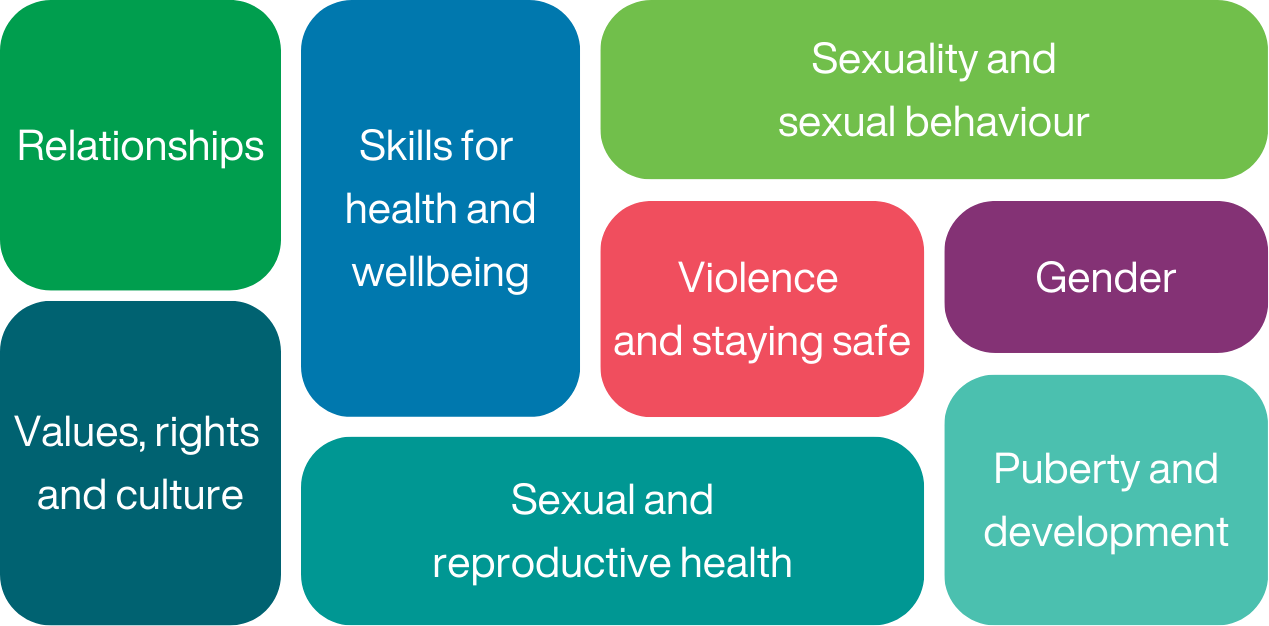 Relationships
Skills for
health and
wellbeing
Sexuality and
sexual behaviour
Violence
and staying safe
Gender
Values, rights
and culture
Sexual and
reproductive health
Puberty and
development